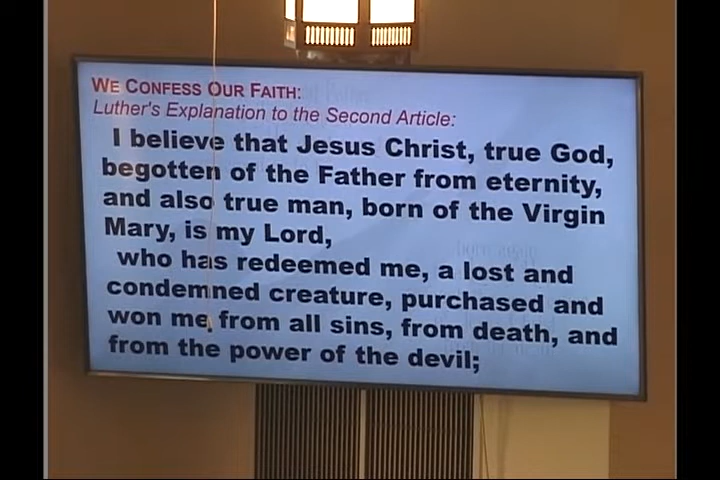 WE CONFESS OUR FAITH:
Luther's Explanation to the Second Article:
I believe that Jesus Christ, true God,
begotten of the Father from eternity,
and also true man, born of the Virgin
Mary, is my Lord,
who has redeemed me, a lost and
condemned creature, purchased and
won me from all sins, from death, and
from the power of the devil;